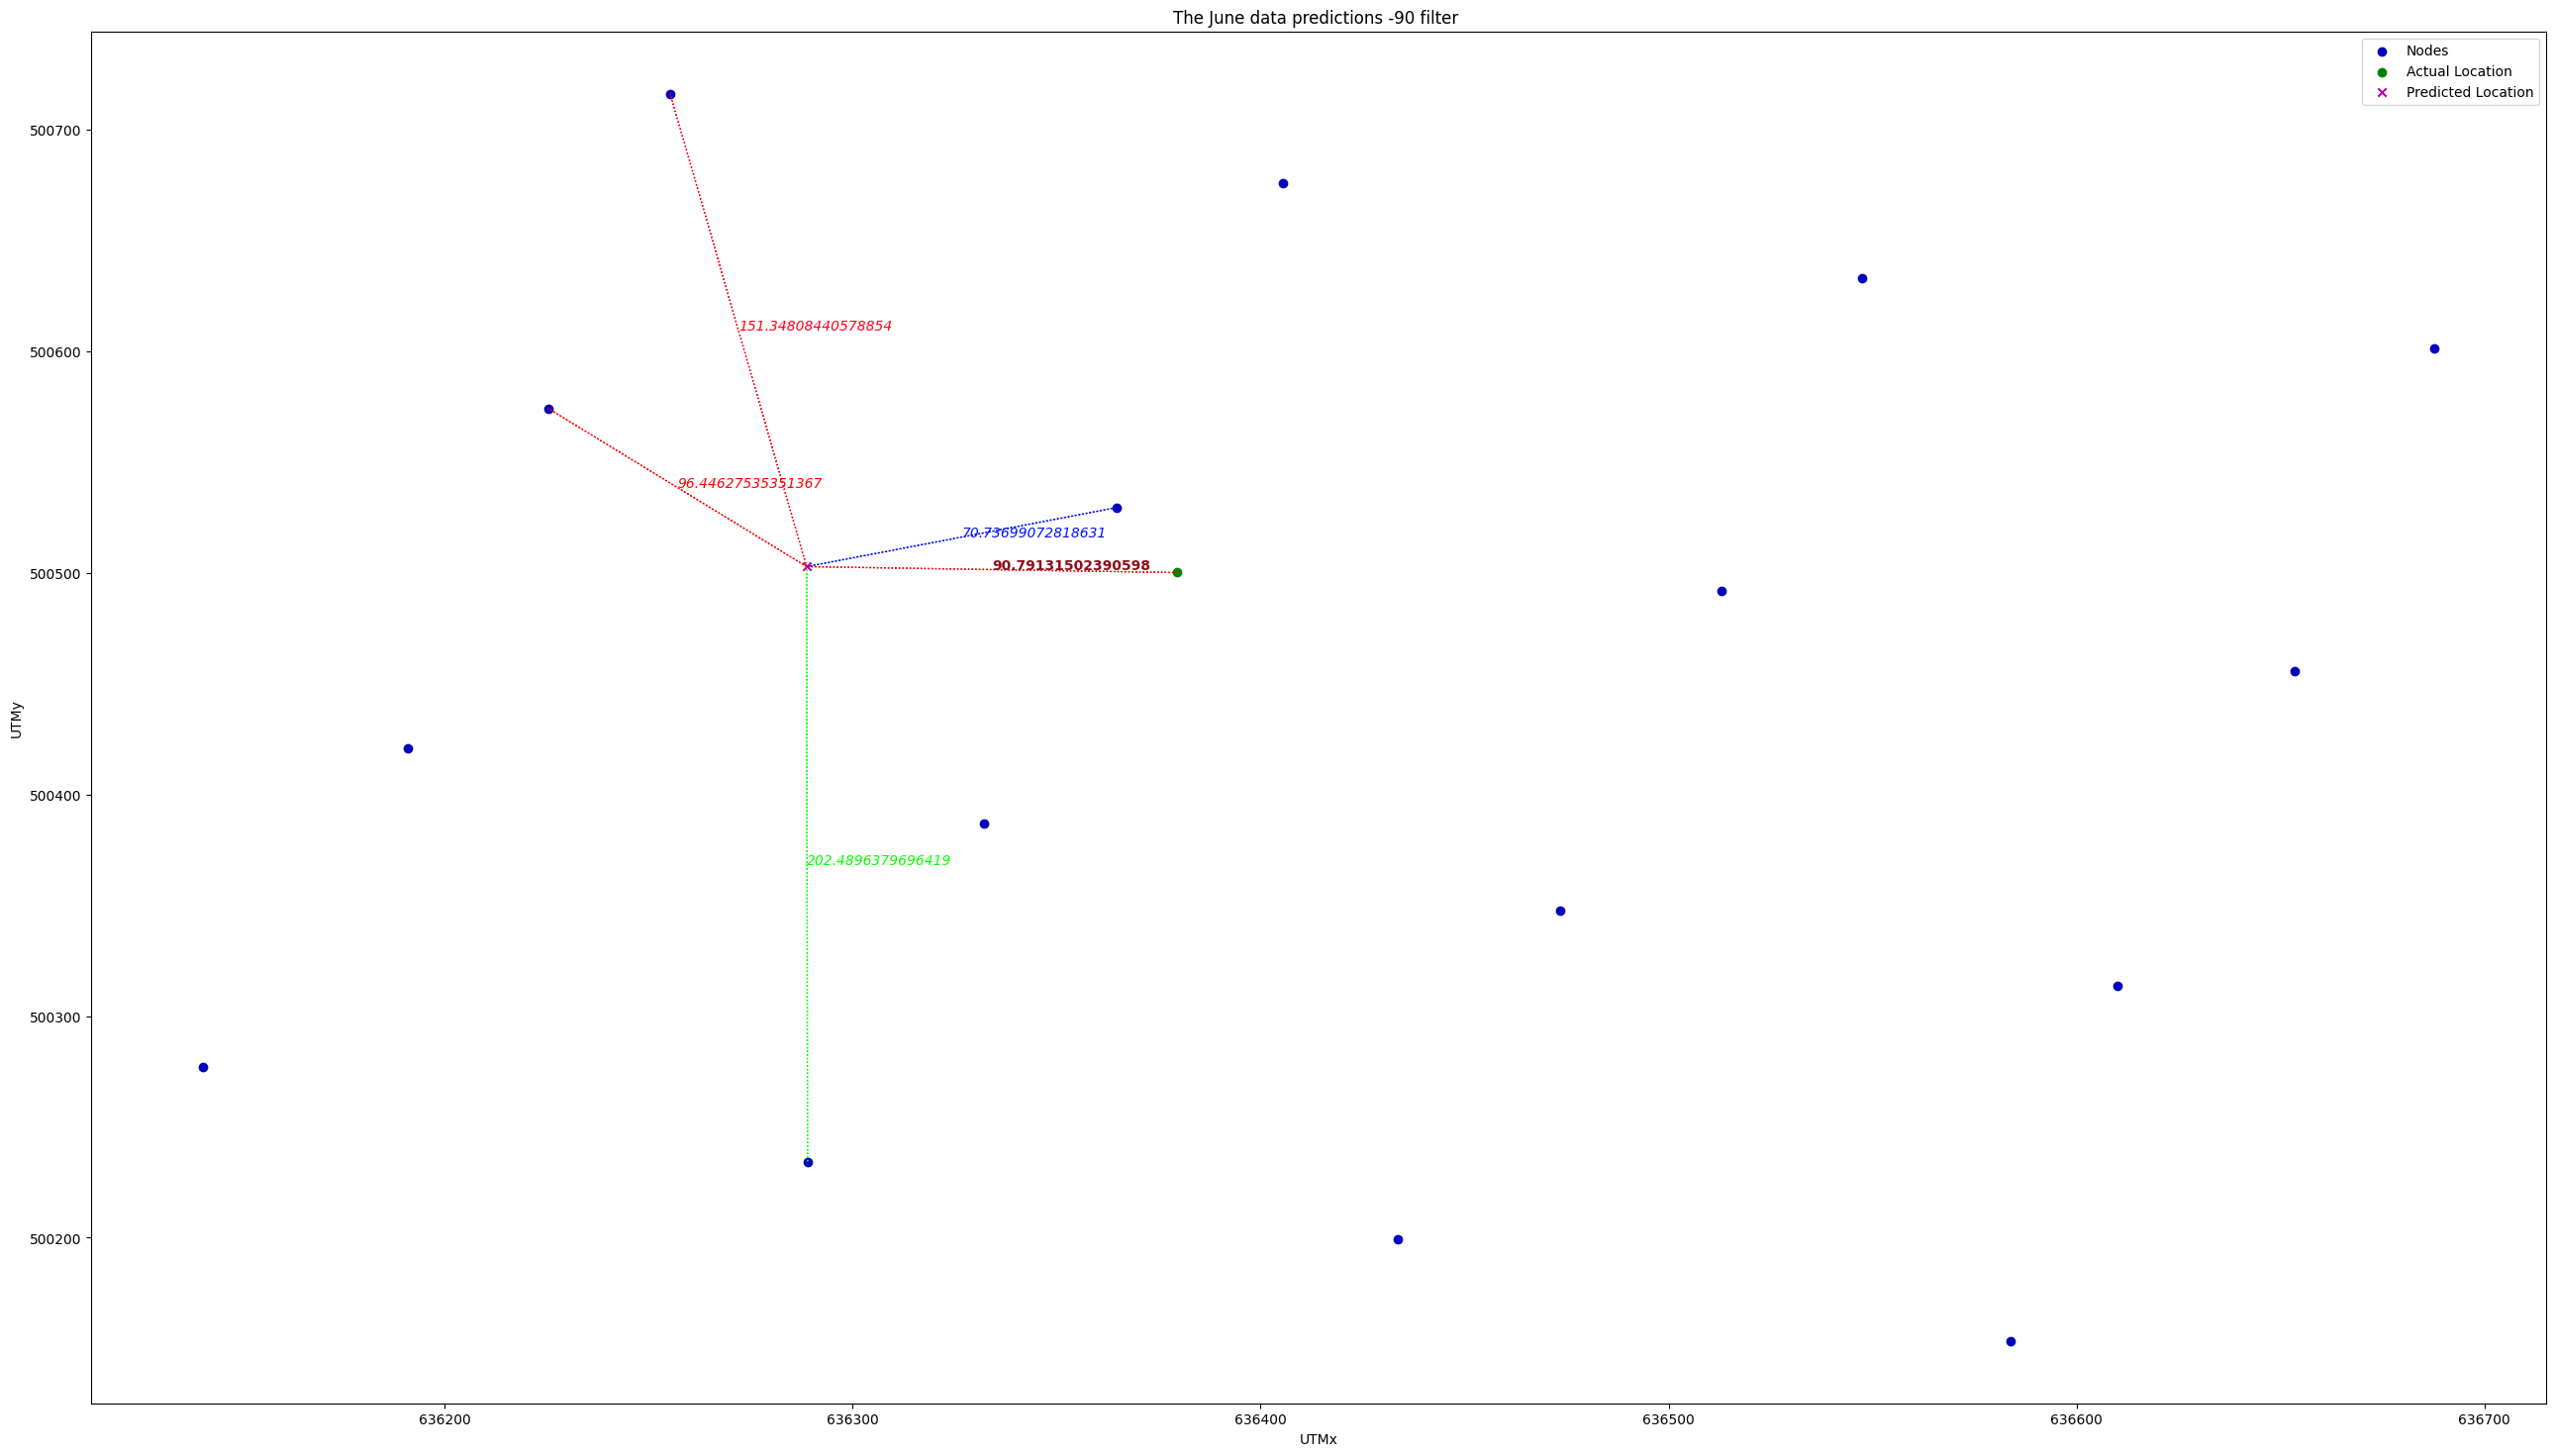 The June data predictions -90 filter
Nodes
Actual Location
Predicted Location
500700
500600
500500
500400
500300
500200
UTMy
151.34808440578854
96.44627535351367
70.73699072818631
90.79131502390598
202.4896379696419
636200
636300
636400
636500
636600
636700
UTMx